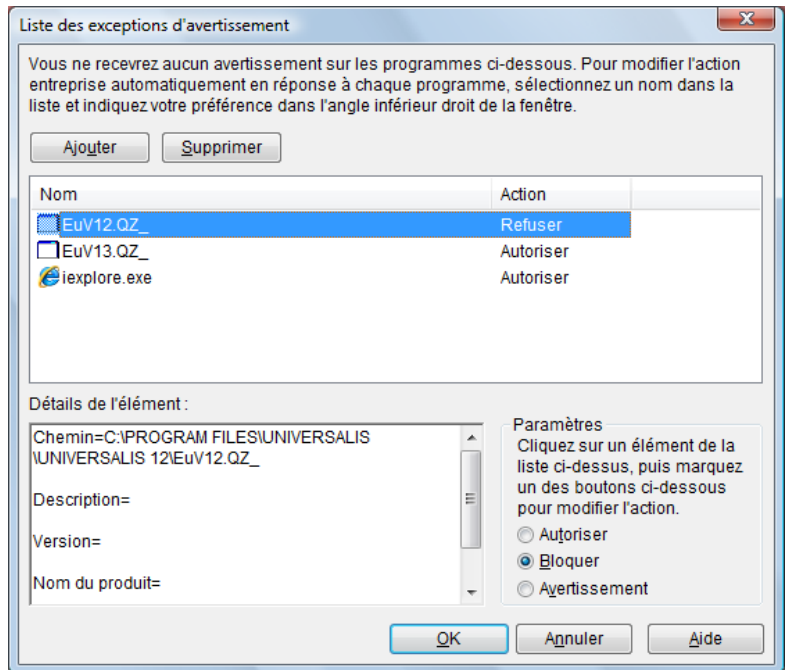 Liste des exceptions d'avertissement
Vous ne recevrez aucun avertissement sur les programmes ci-dessous. Pour modifier l'action
entreprise automatiquement en réponse à chaque programme, sélectionnez un nom dans la
liste et indiquez votre préférence dans l'angle inférieur droit de la fenêtre.
Ajouter Supprimer
Nom Action
EuV12.QZ_ Refuser
EuV13.QZ_ Autoriser
iexplore.exe Autoriser
Détails de l'élément :
Chemin=C:\PROGRAM FILES\UNIVERSALIS
\UNIVERSALIS 12\EuV12.QZ_
Description=
Version=
Nom du produit=
Paramètres
Cliquez sur un élément de la
liste ci-dessus, puis marquez
un des boutons ci-dessous
pour modifier l'action.
Autoriser
Bloquer
Avertissement
OK Annuler Aide